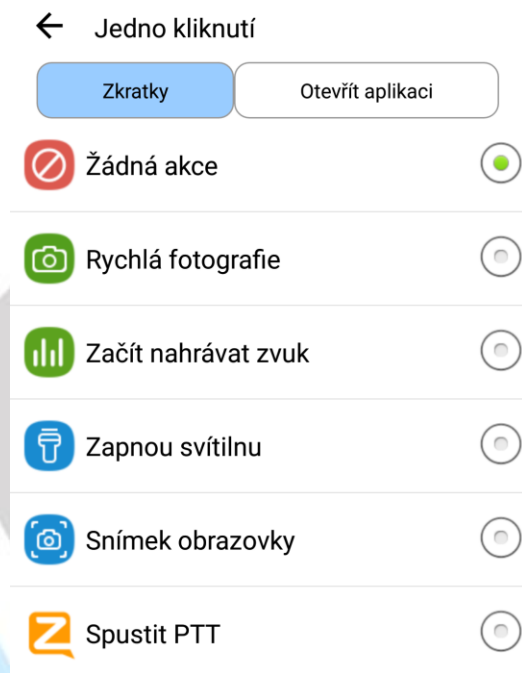 Jedno kliknutí
Zkratky
Otevřít aplikaci
Žádná akce
Rychlá fotografie
Začít nahrávat zvuk
Zapnou svítilnu
Snímek obrazovky
Spustit PTT